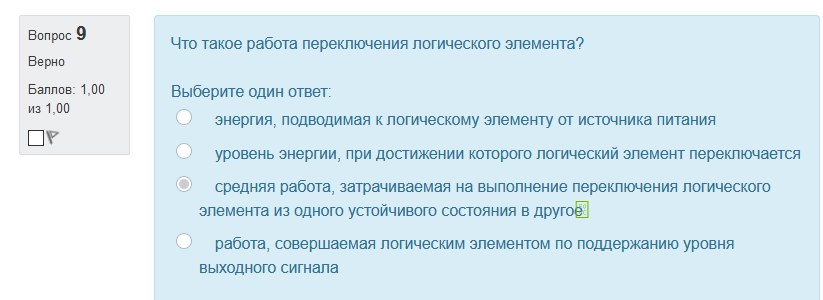 Вопрос 9
Верно
Баллов: 1,00
из 1,00
Что такое работа переключения логического элемента?
Выберите один ответ:
энергия, подводимая к логическому элементу от источника питания
уровень энергии, при достижении которого логический элемент переключается
средняя работа, затрачиваемая на выполнение переключения логического
элемента из одного устойчивого состояния в другое
работа, совершаемая логическим элементом по поддержанию уровня
выходного сигнала